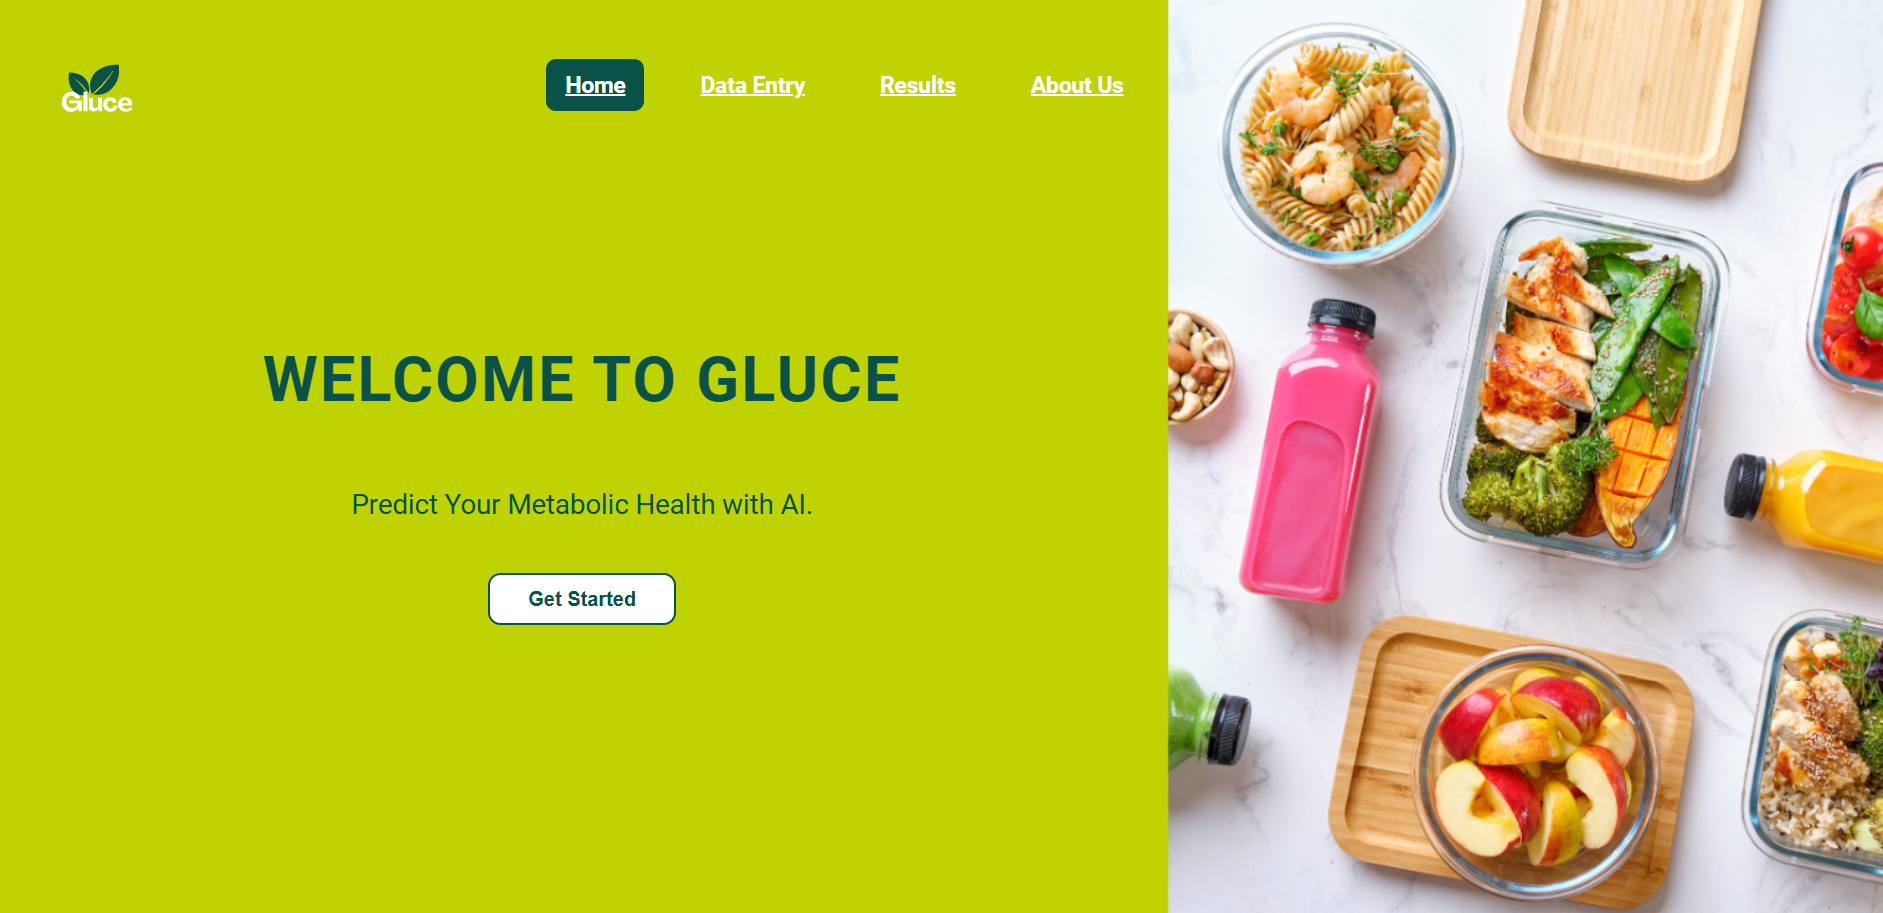 Gluce
Home
Data Entry
Results
About Us
WELCOME TO GLUCE
Predict Your Metabolic Health with AI.
Get Started